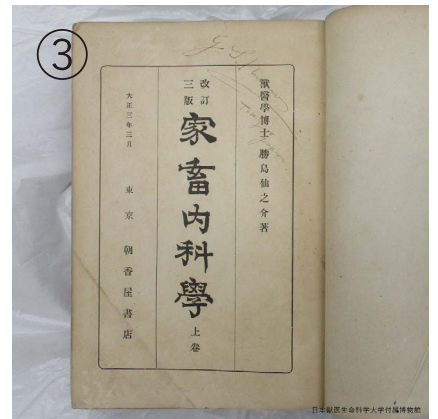 ③
獸醫學博士 勝島仙之介著
改訂
三版
家畜内科學 上卷
大正三年三月 東京 朝香屋書店
日本獣医生命科学大学付属博物館